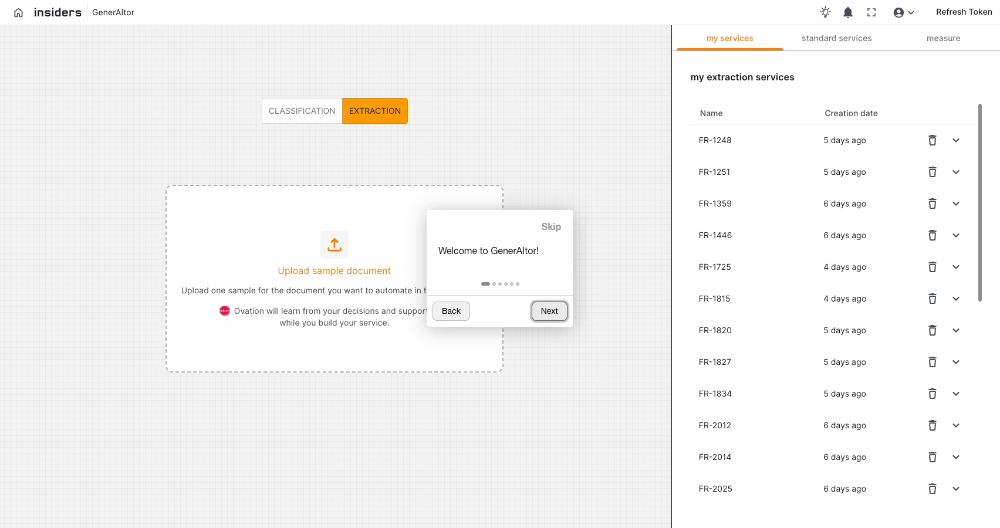 insiders GenerAItor Refresh Token
my services standard services measure
my extraction services
CLASSIFICATION EXTRACTION
Name Creation date
FR-1248 5 days ago
FR-1251 5 days ago
FR-1359 6 days ago
FR-1446 6 days ago
FR-1725 4 days ago
FR-1815 4 days ago
FR-1820 5 days ago
FR-1827 5 days ago
FR-1834 5 days ago
FR-2012 6 days ago
FR-2014 6 days ago
FR-2025 6 days ago
Upload sample document
Upload one sample for the document you want to automate in t
Ovation will learn from your decisions and suppor
while you build your service.
Skip
Welcome to GenerAItor!
Back Next